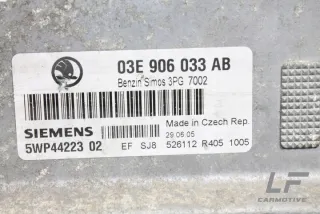 03E 906 033 AB
Benzin Simos 3PG 7002
SIEMENS
Made in Czech Rep.
29.06.05
5WP44223 02 EF SJ8 526112 R405 1005
LF
CARMOTIVE